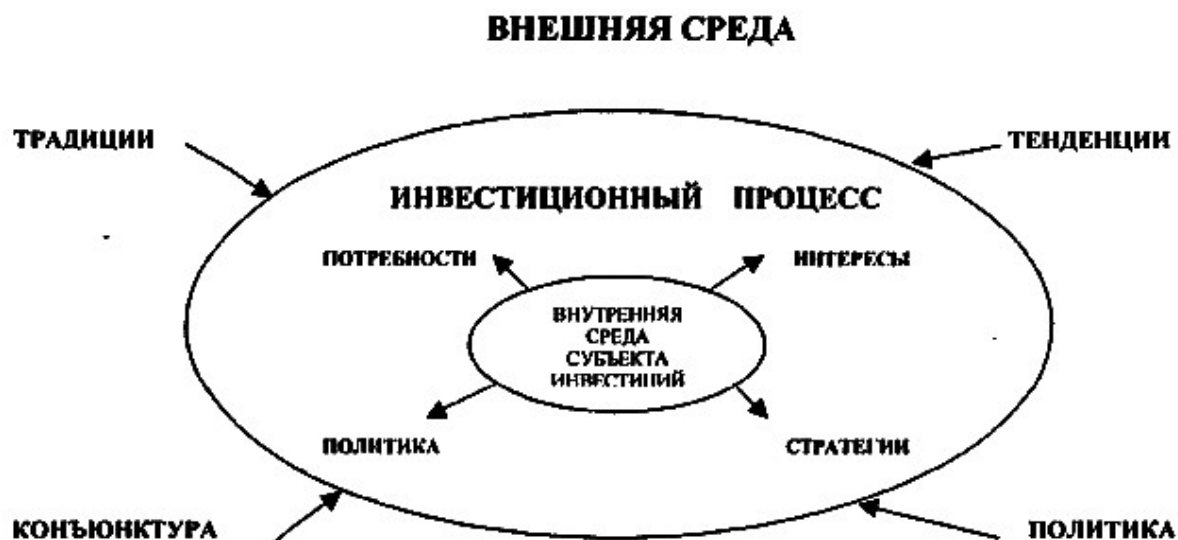 ВНЕШНЯЯ СРЕДА
ТРАДИЦИИ
ТЕНДЕНЦИИ
ИНВЕСТИЦИОННЫЙ ПРОЦЕСС
ПОТРЕБНОСТИ
ИНТЕРЕСЫ
ВНУТРЕННЯЯ
СРЕДА
СУБЪЕКТА
ИНВЕСТИЦИЙ
ПОЛИТИКА
СТРАТЕГИИ
КОНЪЮНКТУРА
ПОЛИТИКА